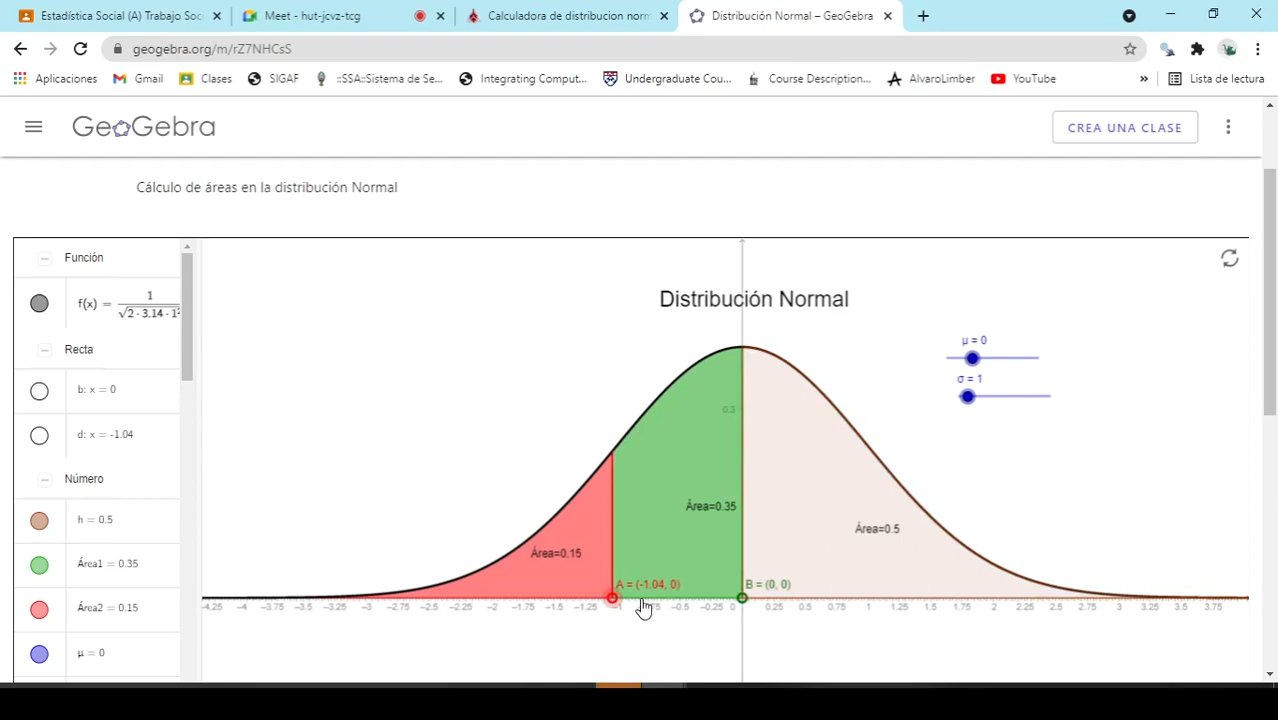 Estadística Social (A) Trabajo Soc
Meet - hut-jcvz-tcg
Calculadora de distribucion norm
Distribución Normal – GeoGebra
geogebra.org/m/rZ7NHCsS
Aplicaciones
Gmail
Clases
SIGAF
::SSA::Sistema de Se...
Integrating Comput...
Undergraduate Cou...
Course Description...
AlvaroLimber
YouTube
»
Lista de lectura
GeoGebra
CREA UNA CLASE
Cálculo de áreas en la distribución Normal
Función
f(x) = 1
√2 · 3.14 · 1²
Recta
b: x = 0
d: x = -1.04
Número
h = 0.5
Área1 = 0.35
Área2 = 0.15
μ = 0
Distribución Normal
μ = 0
σ = 1
0.3
Área=0.35
Área=0.5
Área=0.15
A = (-1.04, 0)
B = (0, 0)
-4.25 -4 -3.75 -3.5 -3.25 -3 -2.75 -2.5 -2.25 -2 -1.75 -1.5 -1.25 -1 -0.5 -0.25 0 0.25 0.5 0.75 1 1.25 1.5 1.75 2 2.25 2.5 2.75 3 3.25 3.5 3.75